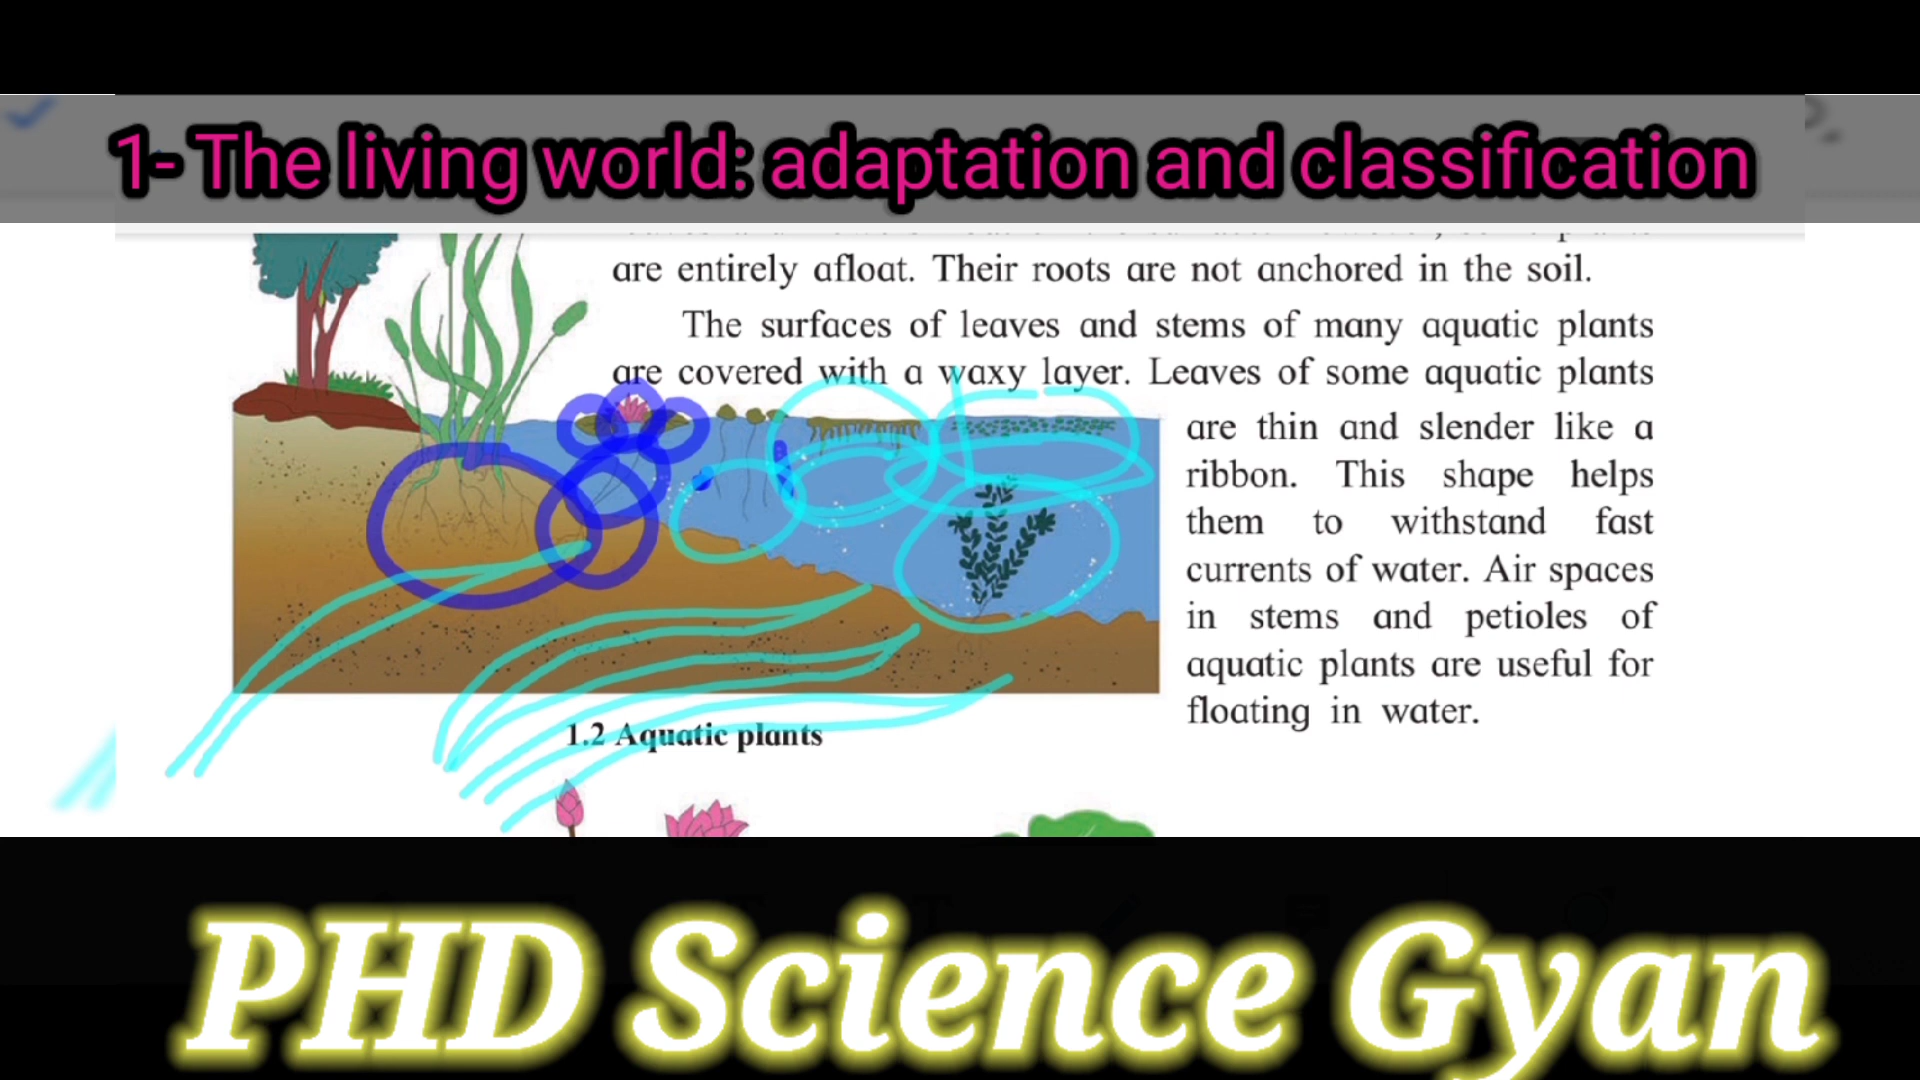 1- The living world: adaptation and classification
are entirely afloat. Their roots are not anchored in the soil.
The surfaces of leaves and stems of many aquatic plants
are covered with a waxy layer. Leaves of some aquatic plants
are thin and slender like a
ribbon. This shape helps
them to withstand fast
currents of water. Air spaces
in stems and petioles of
aquatic plants are useful for
floating in water.
1.2 Aquatic plants
PHD Science Gyan